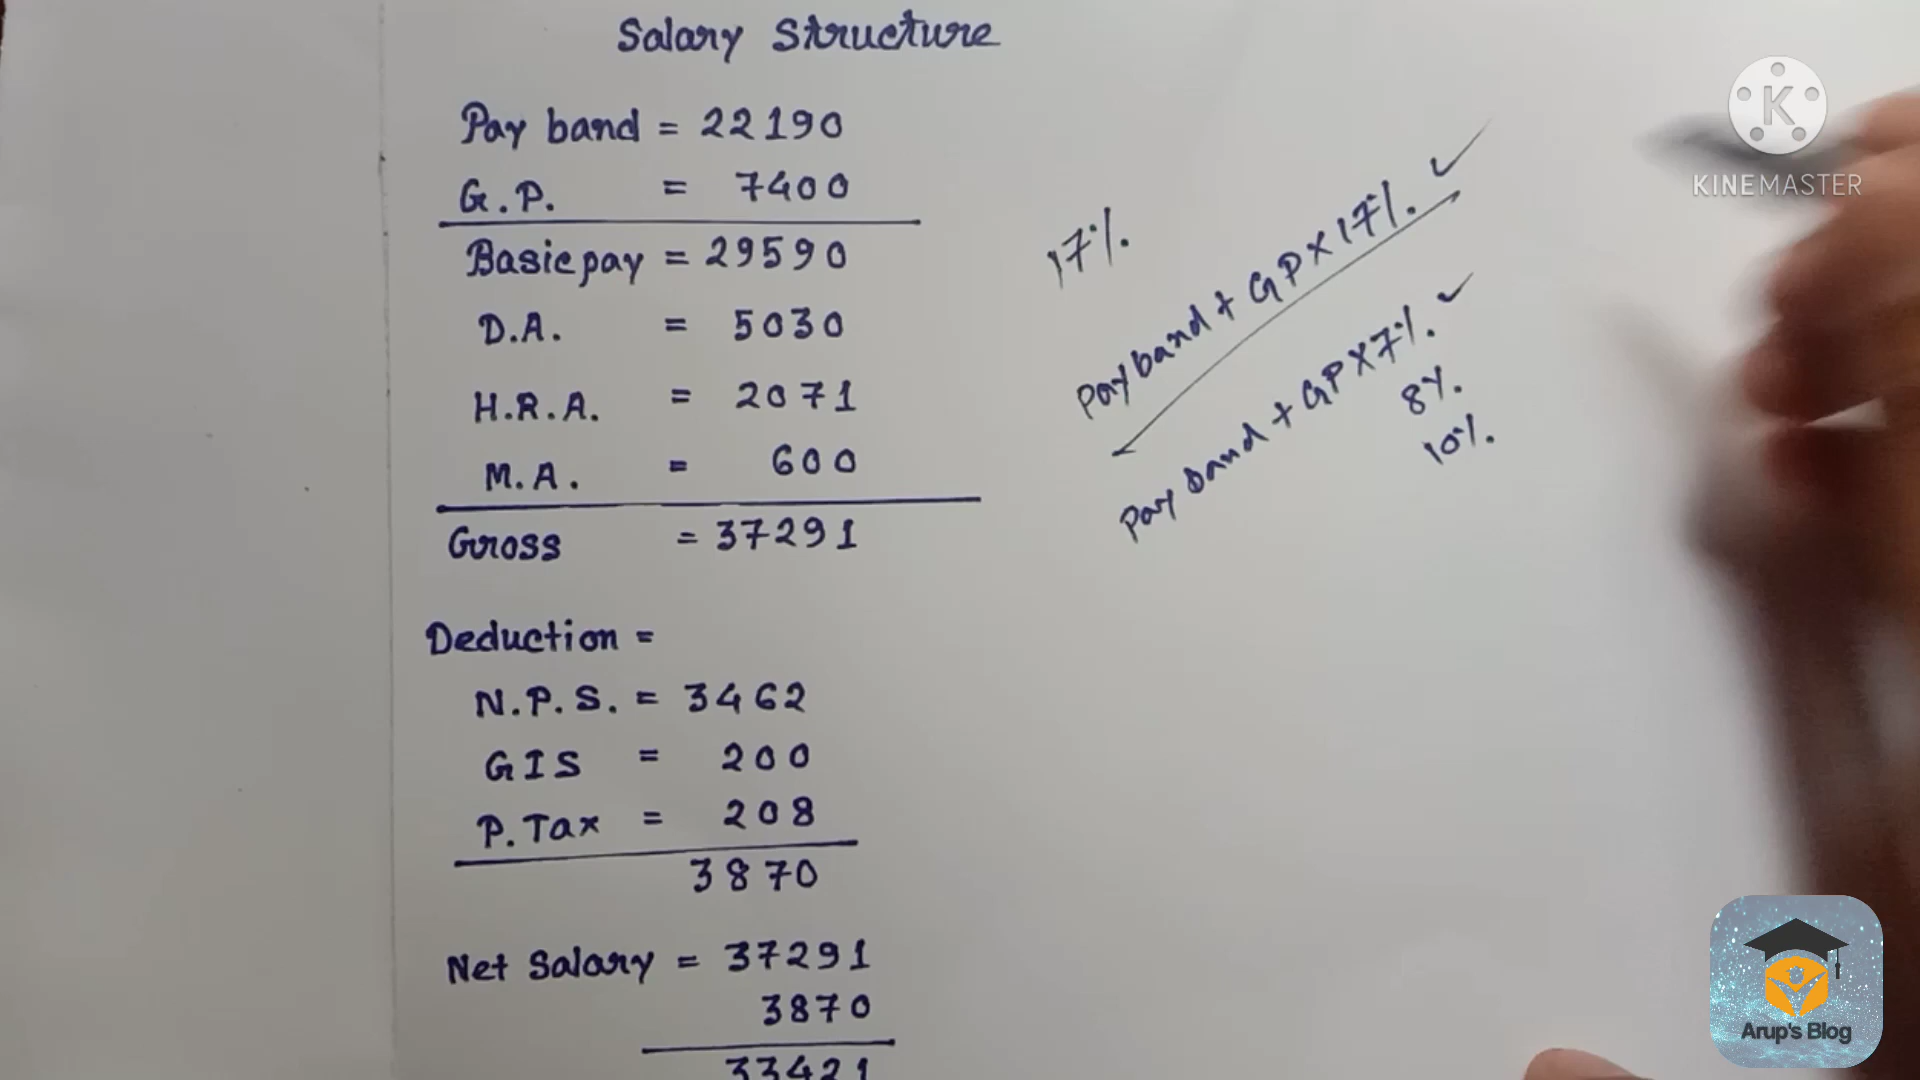 Salary Structure
Pay band = 22190
G.P. = 7400
Basic pay = 29590
D.A. = 5030
H.R.A. = 2071
M.A. = 600
Gross = 37291
Deduction =
N.P.S. = 3462
GIS = 200
P. Tax = 208
3870
Net Salary = 37291
3870
33421
17%
Pay band + GP X 17%. ✓
Pay band + GP X 7%. ✓
8%.
10%.
K
KINEMASTER
Arup's Blog